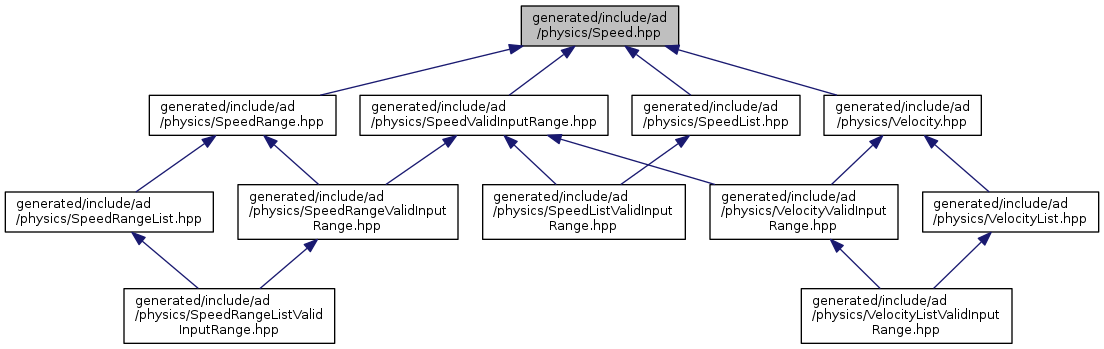 generated/include/ad
/physics/Speed.hpp
generated/include/ad
/physics/SpeedRange.hpp
generated/include/ad
/physics/SpeedValidInputRange.hpp
generated/include/ad
/physics/SpeedList.hpp
generated/include/ad
/physics/Velocity.hpp
generated/include/ad
/physics/SpeedRangeList.hpp
generated/include/ad
/physics/SpeedRangeValidInput
Range.hpp
generated/include/ad
/physics/SpeedListValidInput
Range.hpp
generated/include/ad
/physics/VelocityValidInput
Range.hpp
generated/include/ad
/physics/VelocityList.hpp
generated/include/ad
/physics/SpeedRangeListValid
InputRange.hpp
generated/include/ad
/physics/VelocityListValidInput
Range.hpp